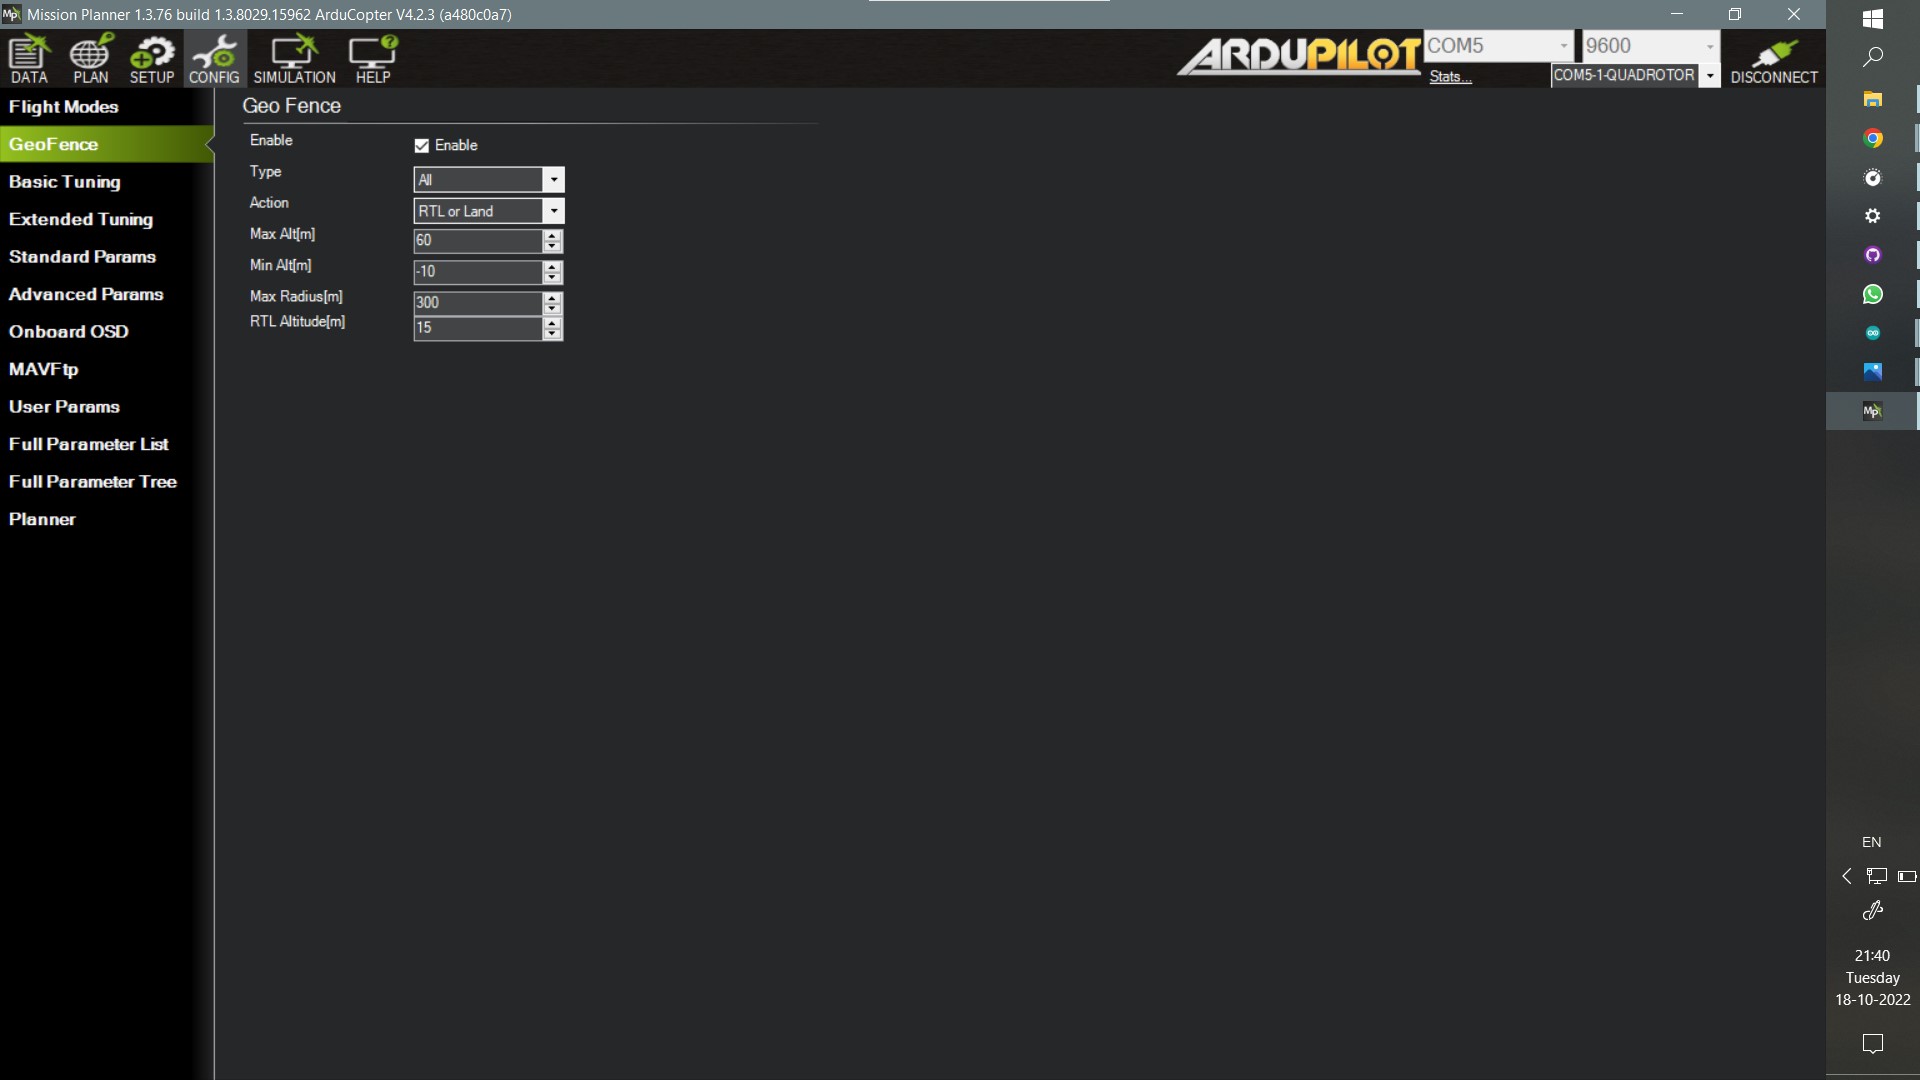 Mp Mission Planner 1.3.76 build 1.3.8029.15962 ArduCopter V4.2.3 (a480c0a7)
DATA PLAN SETUP CONFIG SIMULATION HELP
ARDUPILOT
COM5 9600
Stats... COM5-1-QUADROTOR DISCONNECT
Flight Modes
GeoFence
Basic Tuning
Extended Tuning
Standard Params
Advanced Params
Onboard OSD
MAVFtp
User Params
Full Parameter List
Full Parameter Tree
Planner
Geo Fence
Enable Enable
Type All
Action RTL or Land
Max Alt[m] 60
Min Alt[m] -10
Max Radius[m] 300
RTL Altitude[m] 15
Mp
EN
21:40
Tuesday
18-10-2022